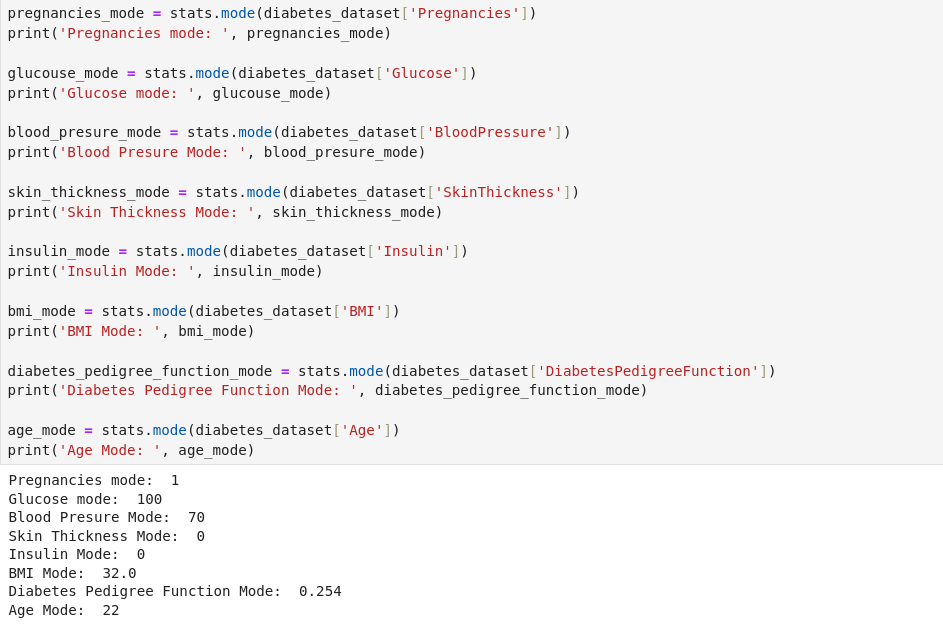 pregnancies_mode = stats.mode(diabetes_dataset['Pregnancies'])
print('Pregnancies mode: ', pregnancies_mode)
glucouse_mode = stats.mode(diabetes_dataset['Glucose'])
print('Glucose mode: ', glucouse_mode)
blood_presure_mode = stats.mode(diabetes_dataset['BloodPressure'])
print('Blood Presure Mode: ', blood_presure_mode)
skin_thickness_mode = stats.mode(diabetes_dataset['SkinThickness'])
print('Skin Thickness Mode: ', skin_thickness_mode)
insulin_mode = stats.mode(diabetes_dataset['Insulin'])
print('Insulin Mode: ', insulin_mode)
bmi_mode = stats.mode(diabetes_dataset['BMI'])
print('BMI Mode: ', bmi_mode)
diabetes_pedigree_function_mode = stats.mode(diabetes_dataset['DiabetesPedigreeFunction'])
print('Diabetes Pedigree Function Mode: ', diabetes_pedigree_function_mode)
age_mode = stats.mode(diabetes_dataset['Age'])
print('Age Mode: ', age_mode)
Pregnancies mode:  1
Glucose mode:  100
Blood Presure Mode:  70
Skin Thickness Mode:  0
Insulin Mode:  0
BMI Mode:  32.0
Diabetes Pedigree Function Mode:  0.254
Age Mode:  22